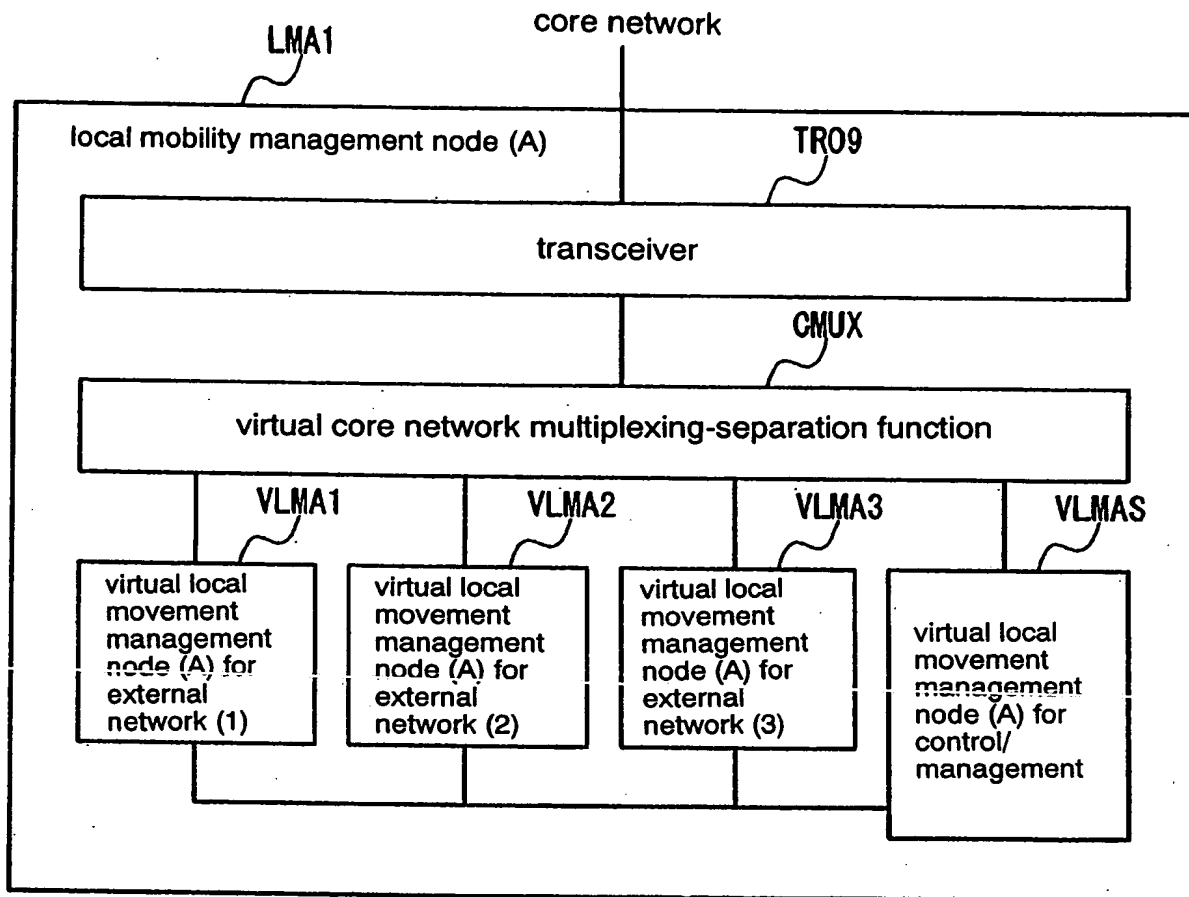 core network
LMA1
local mobility management node (A)
TR09
transceiver
CMUX
virtual core network multiplexing-separation function
VLMA1
VLMA2
VLMA3
VLMAS
virtual local
movement
management
node (A) for
external
network (1)
virtual local
movement
management
node (A) for
external
network (2)
virtual local
movement
management
node (A) for
external
network (3)
virtual local
movement
management
node (A) for
control/
management